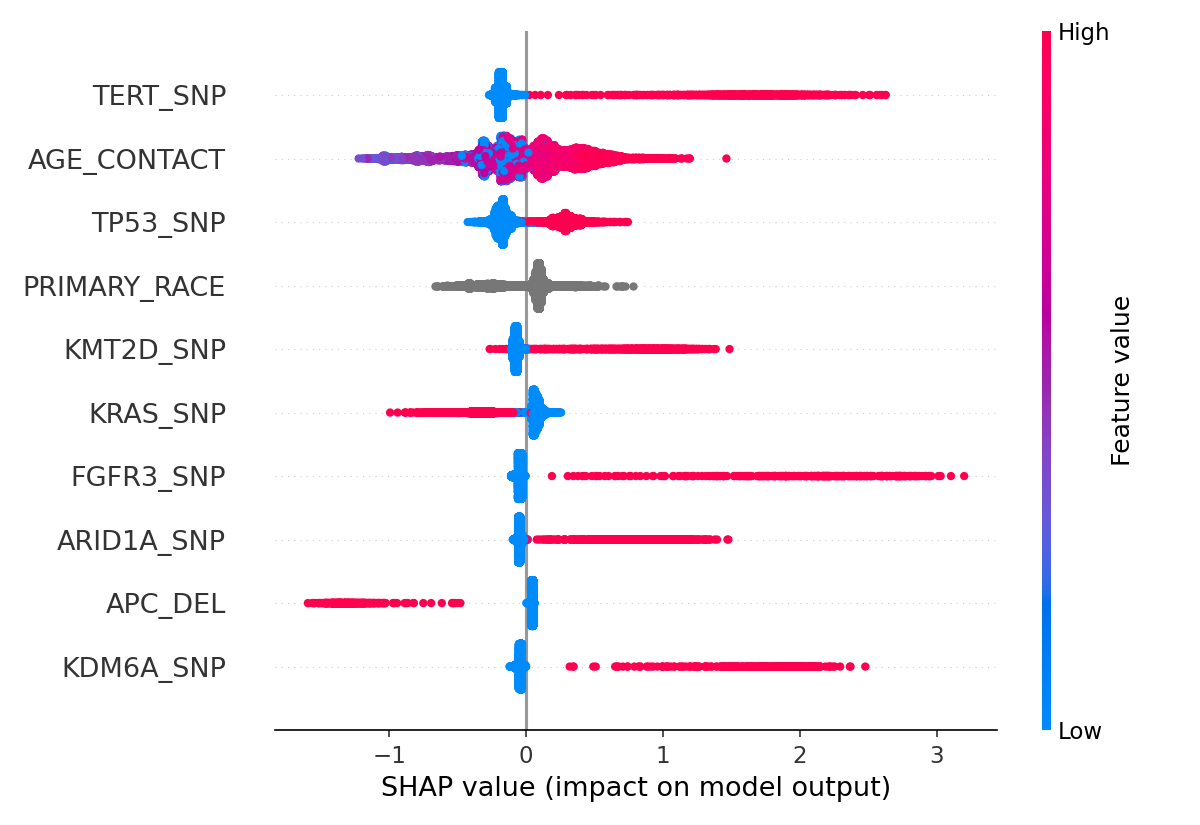 High
TERT_SNP
AGE_CONTACT
TP53_SNP
PRIMARY_RACE
KMT2D_SNP
KRAS_SNP
FGFR3_SNP
ARID1A_SNP
APC_DEL
KDM6A_SNP
Feature value
Low
−1 0 1 2 3
SHAP value (impact on model output)